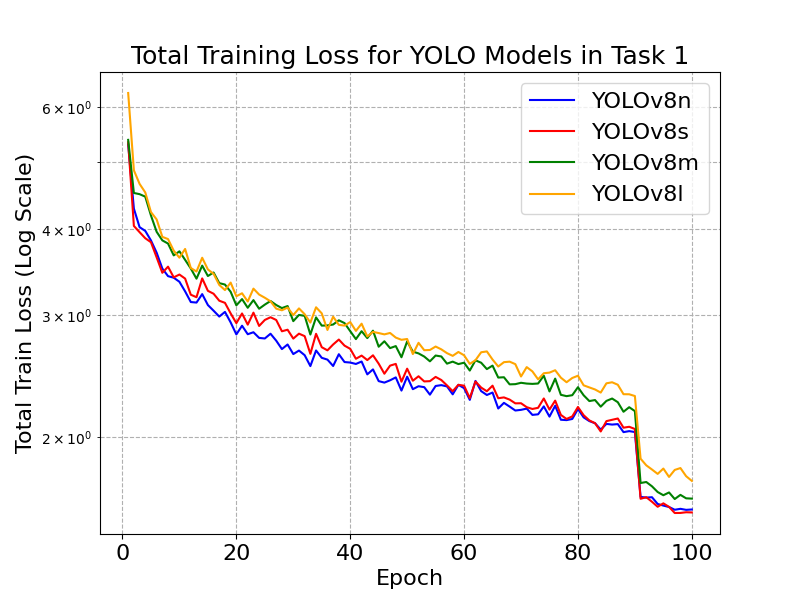 Total Training Loss for YOLO Models in Task 1
Total Train Loss (Log Scale)
6 × 10⁰
4 × 10⁰
3 × 10⁰
2 × 10⁰
YOLOv8n
YOLOv8s
YOLOv8m
YOLOv8l
0 20 40 60 80 100
Epoch